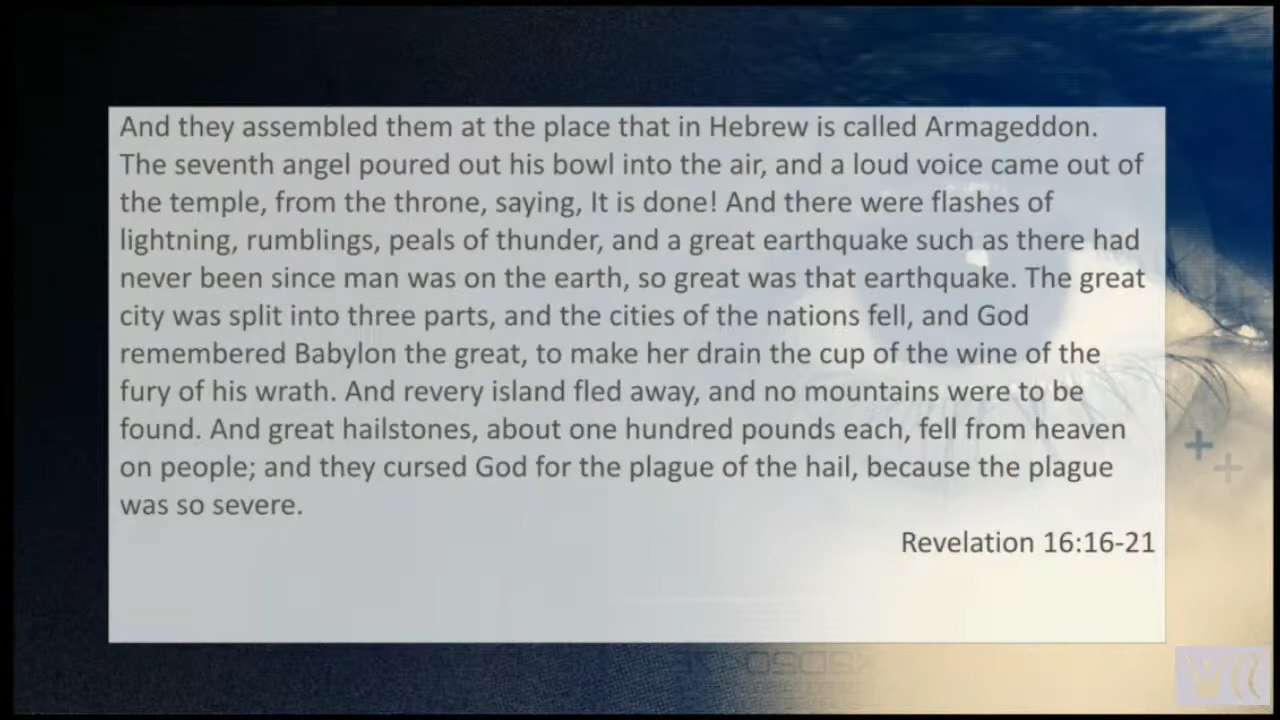 And they assembled them at the place that in Hebrew is called Armageddon.
The seventh angel poured out his bowl into the air, and a loud voice came out of
the temple, from the throne, saying, It is done! And there were flashes of
lightning, rumblings, peals of thunder, and a great earthquake such as there had
never been since man was on the earth, so great was that earthquake. The great
city was split into three parts, and the cities of the nations fell, and God
remembered Babylon the great, to make her drain the cup of the wine of the
fury of his wrath. And revery island fled away, and no mountains were to be
found. And great hailstones, about one hundred pounds each, fell from heaven
on people; and they cursed God for the plague of the hail, because the plague
was so severe.
Revelation 16:16-21